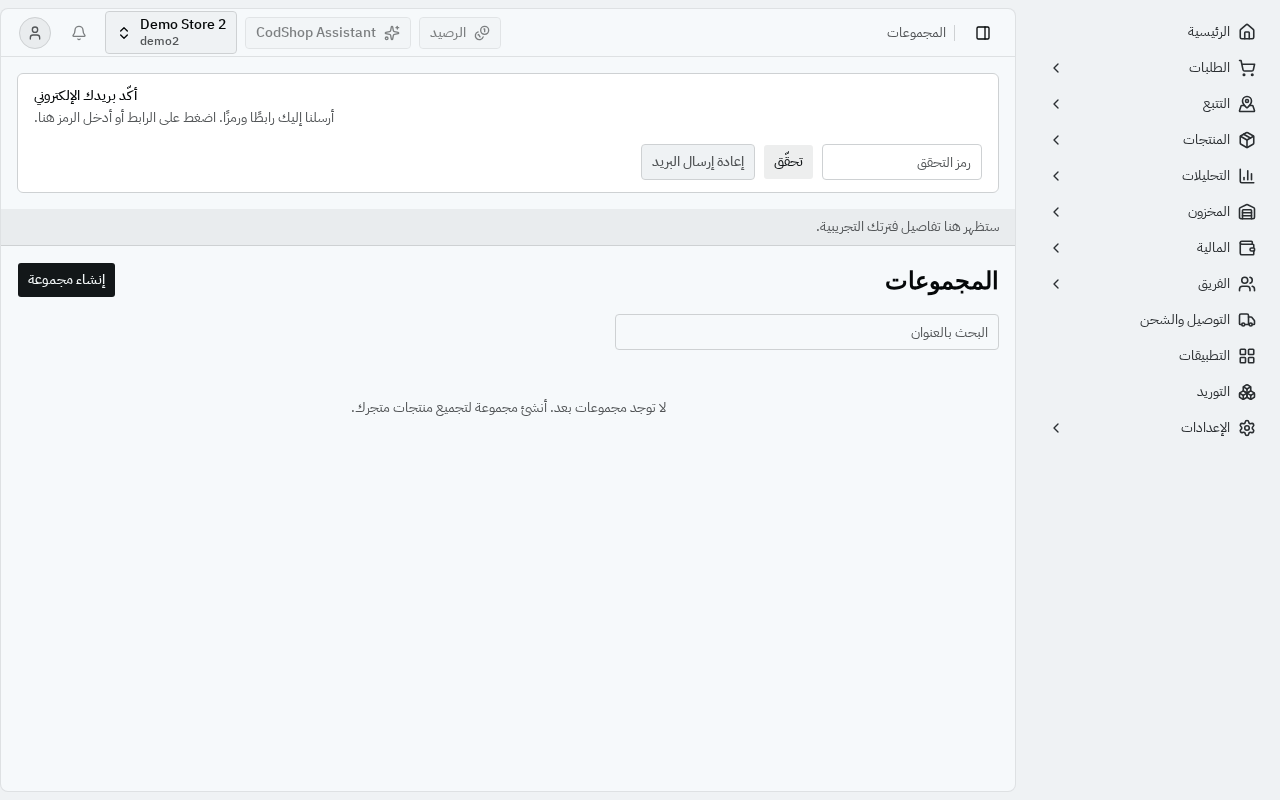 الرئيسية
الطلبات
التتبع
المنتجات
التحليلات
المخزون
المالية
الفريق
التوصيل والشحن
التطبيقات
التوريد
الإعدادات
المجموعات
الرصيد
CodShop Assistant
Demo Store 2
demo2
أكّد بريدك الإلكتروني
أرسلنا إليك رابطًا ورمزًا. اضغط على الرابط أو أدخل الرمز هنا.
رمز التحقق
تحقّق
إعادة إرسال البريد
ستظهر هنا تفاصيل فترتك التجريبية.
المجموعات
إنشاء مجموعة
البحث بالعنوان
لا توجد مجموعات بعد. أنشئ مجموعة لتجميع منتجات متجرك.